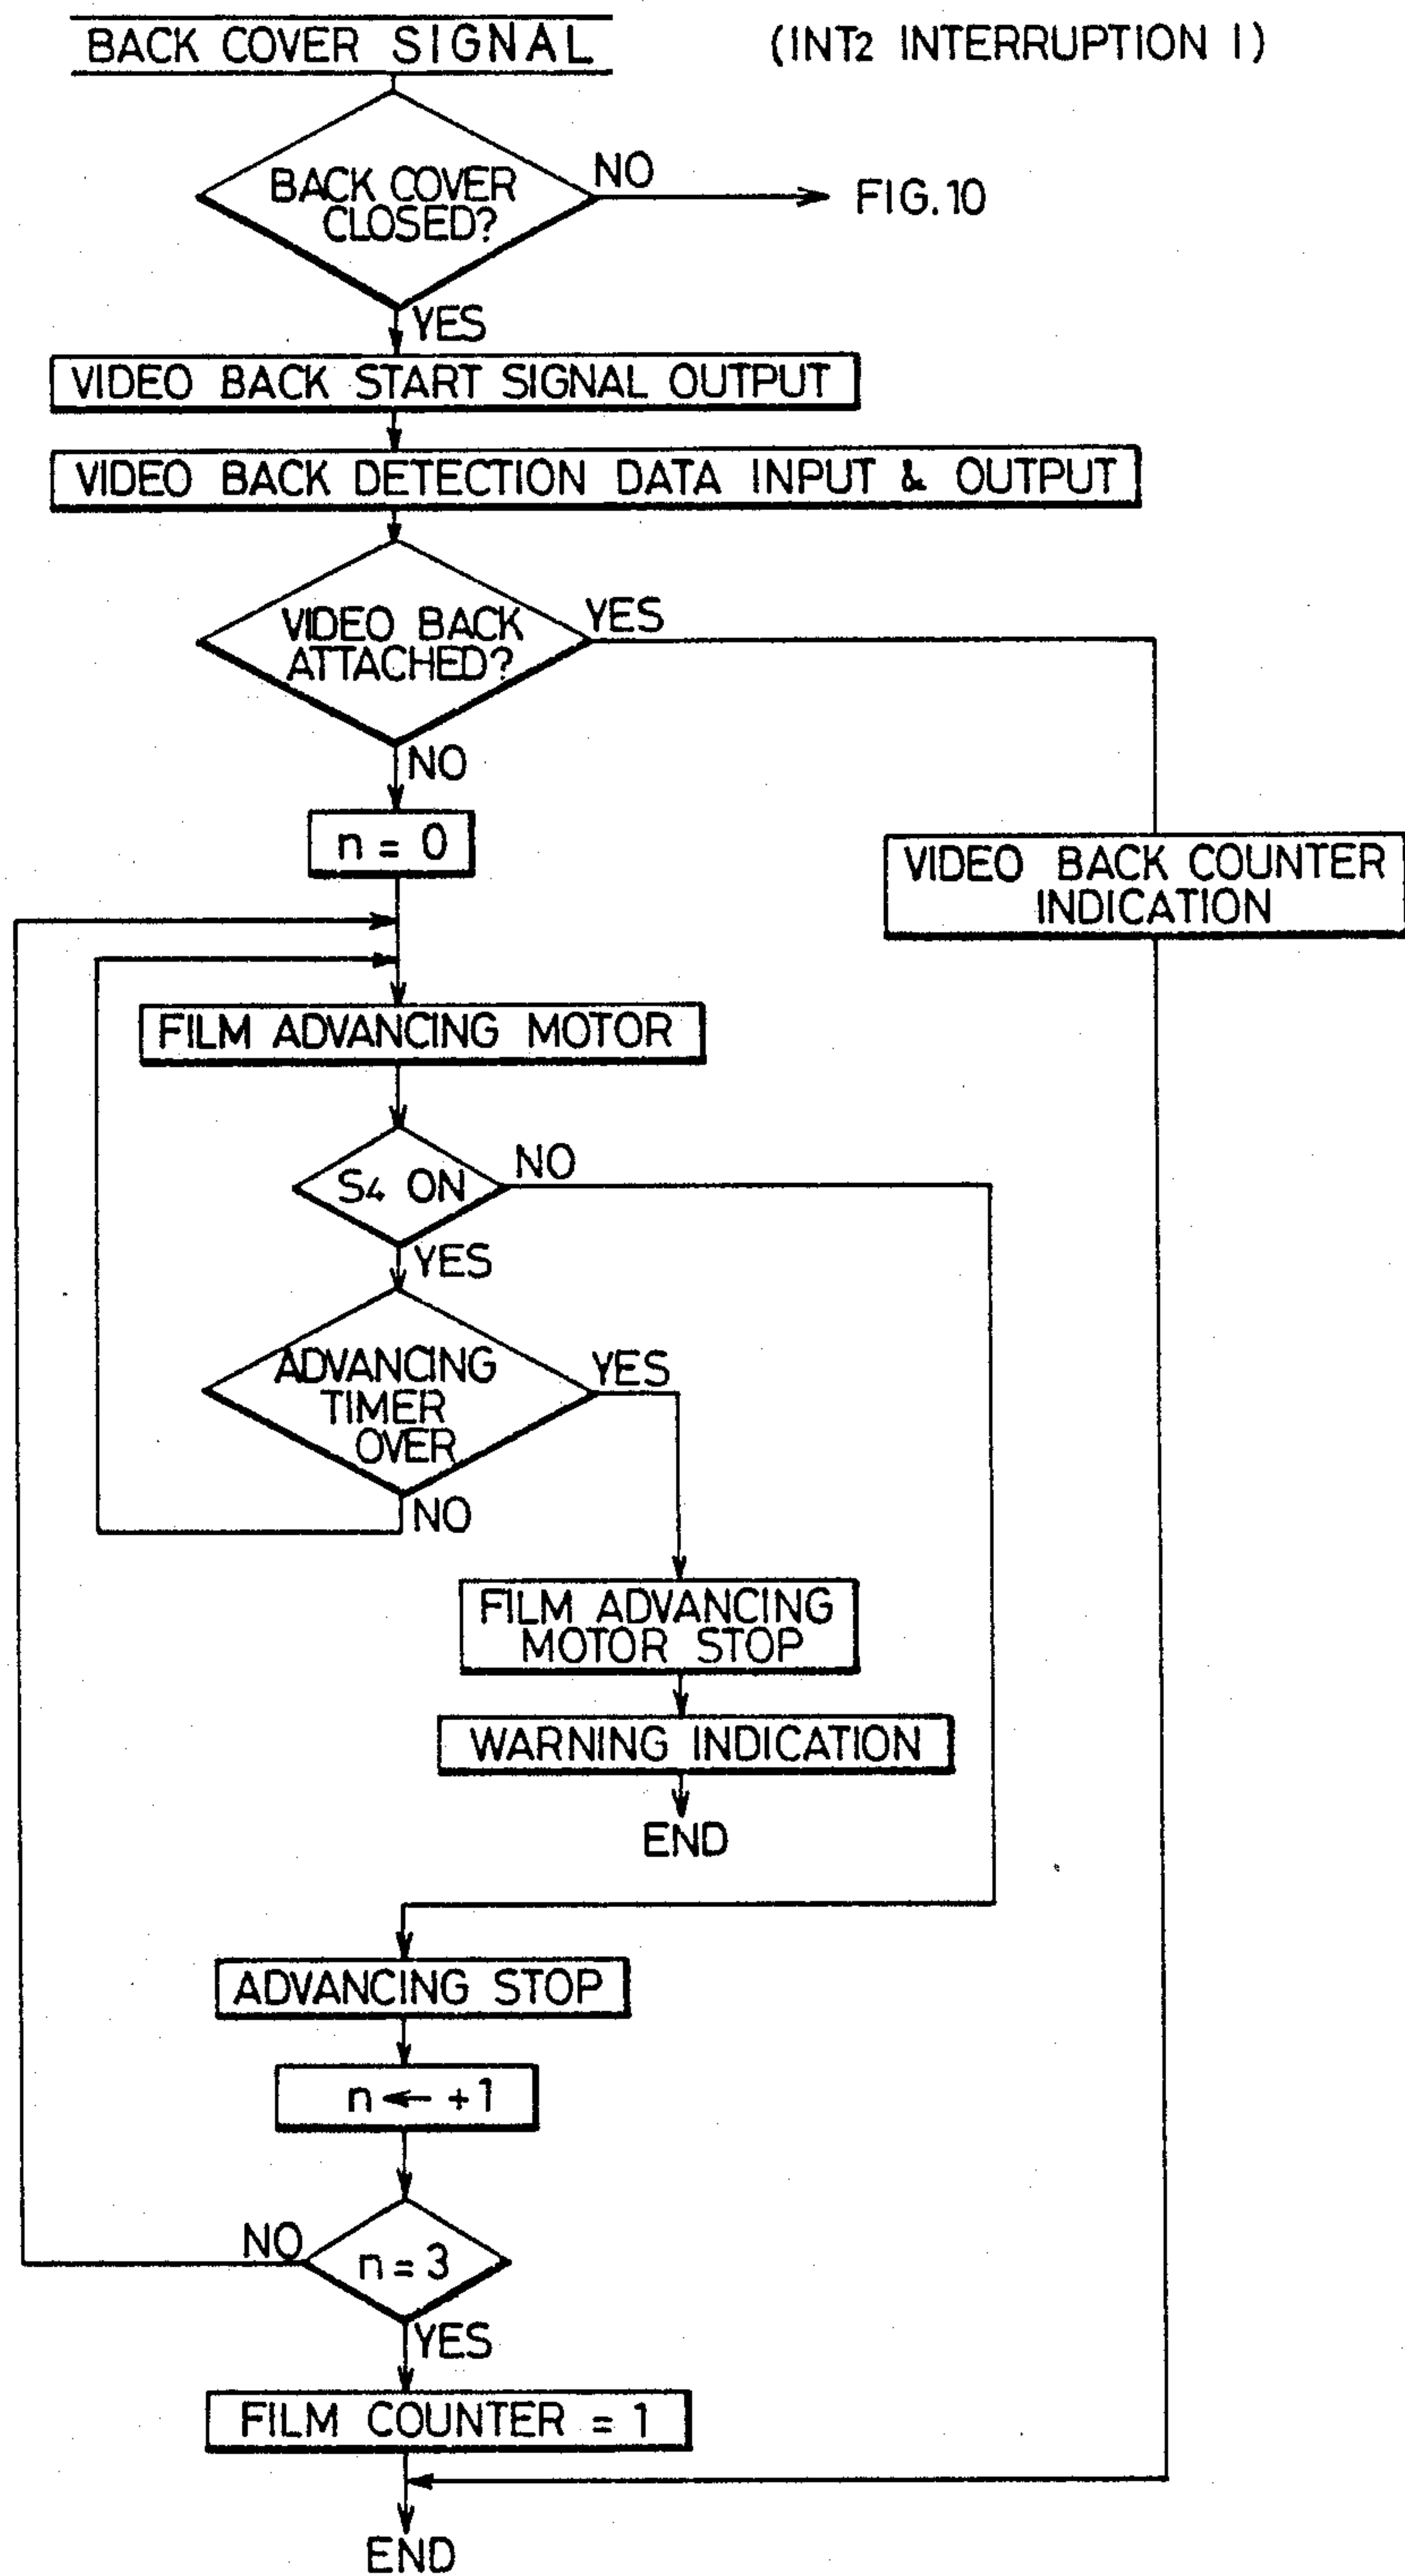 BACK COVER SIGNAL
(INT2 INTERRUPTION I)
BACK COVER
CLOSED?
NO
FIG.10
YES
VIDEO BACK START SIGNAL OUTPUT
VIDEO BACK DETECTION DATA INPUT & OUTPUT
VIDEO BACK
ATTACHED?
YES
NO
n = 0
VIDEO BACK COUNTER
INDICATION
FILM ADVANCING MOTOR
S4 ON
NO
YES
ADVANCING
TIMER
OVER
YES
NO
FILM ADVANCING
MOTOR STOP
WARNING INDICATION
END
ADVANCING STOP
n ← +1
NO
n = 3
YES
FILM COUNTER = 1
END